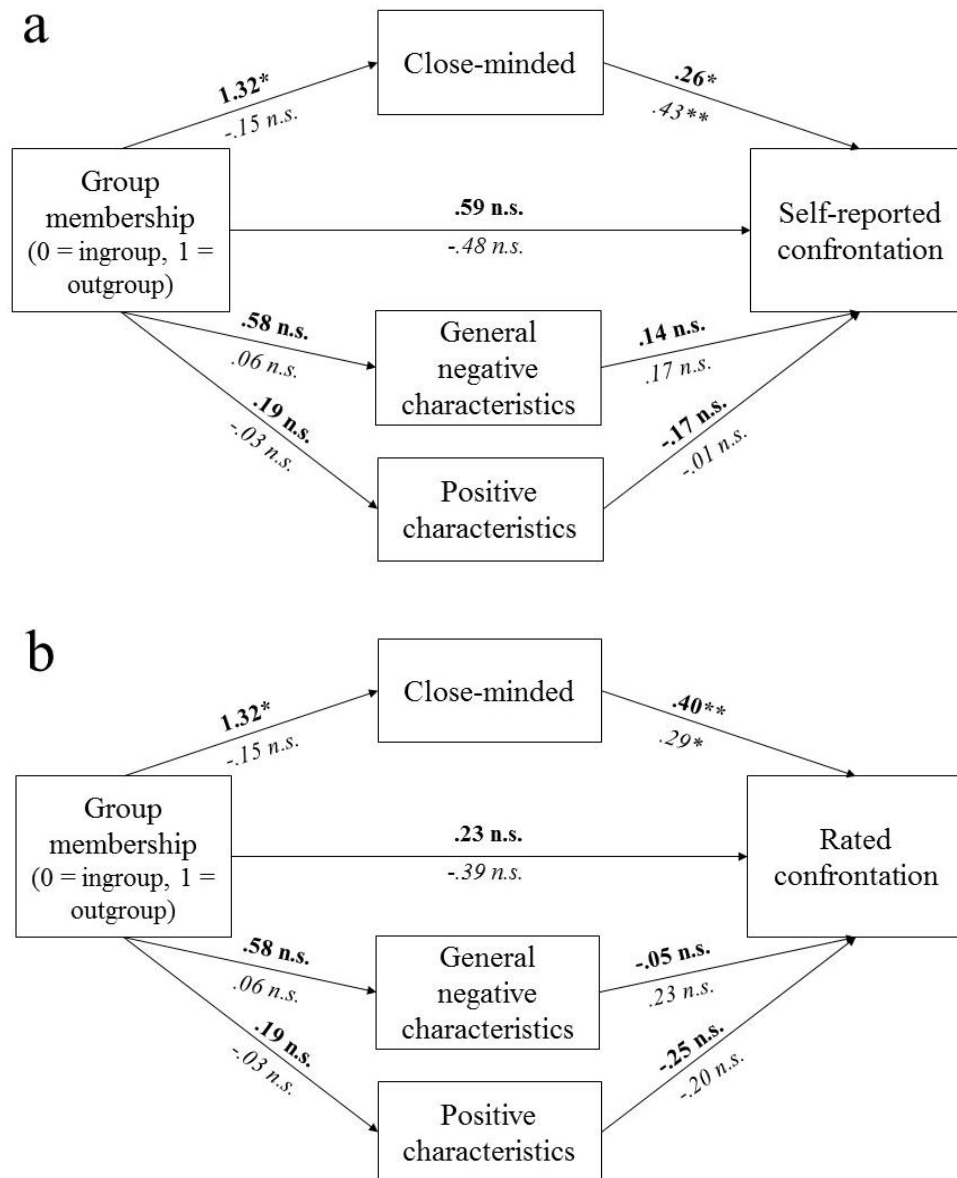 a
Close-minded
1.32*
-.15 n.s.
.26*
.43**
Group
membership
(0 = ingroup, 1 =
outgroup)
.59 n.s.
-.48 n.s.
Self-reported
confrontation
.58 n.s.
.06 n.s.
General
negative
characteristics
.14 n.s.
.17 n.s.
.19 n.s.
-.03 n.s.
-.17 n.s.
-.01 n.s.
Positive
characteristics
b
Close-minded
1.32*
-.15 n.s.
.40**
.29*
Group
membership
(0 = ingroup, 1 =
outgroup)
.23 n.s.
-.39 n.s.
Rated
confrontation
.58 n.s.
.06 n.s.
General
negative
characteristics
-.05 n.s.
.23 n.s.
.19 n.s.
-.03 n.s.
-.25 n.s.
-.20 n.s.
Positive
characteristics